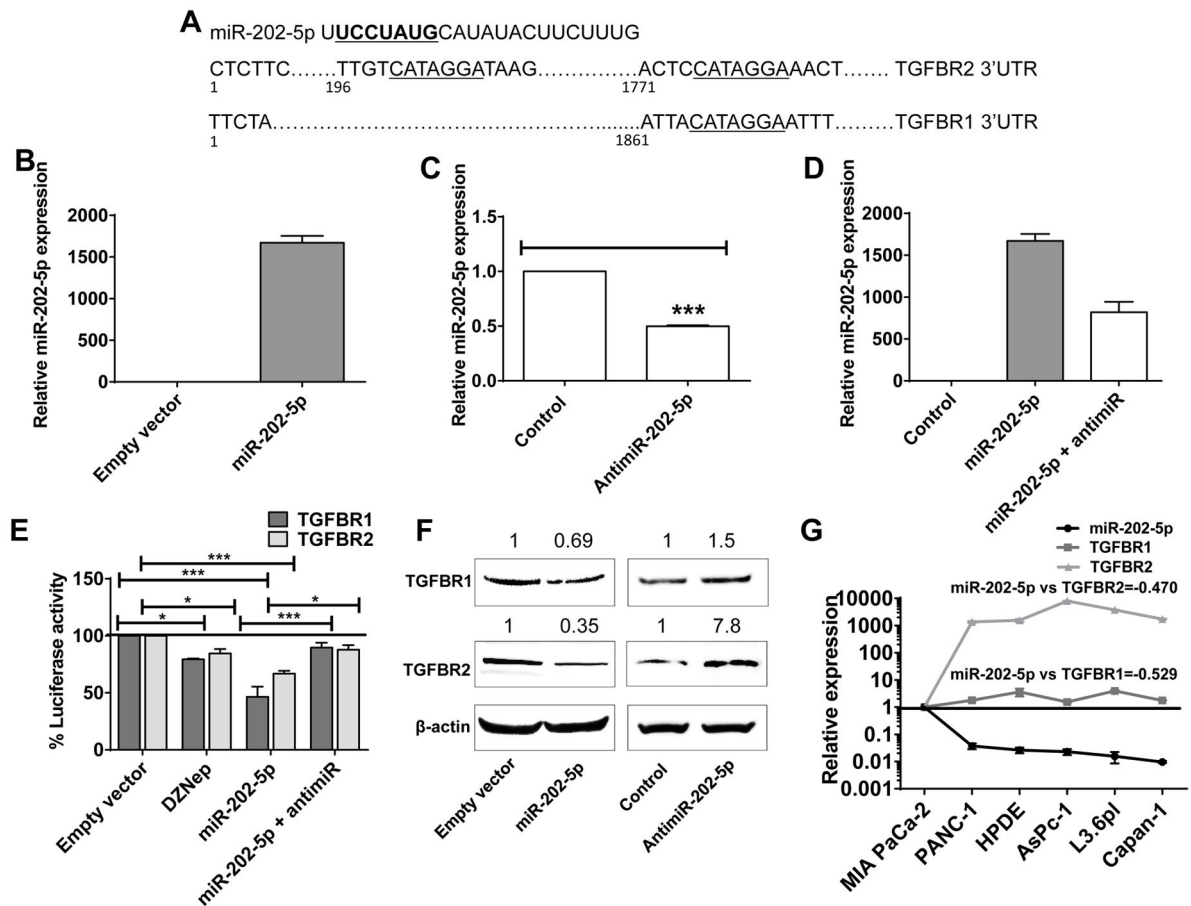 A
miR-202-5p UUCCUAUGCAUAUACUUCUUUG
CTCTTC.......TTGTCATAGGATAAG...............ACTCCATAGGAAACT....... TGFBR2 3'UTR
1 196 1771
TTCTA................................................ATTACATAGGAATTT.........TGFBR1 3'UTR
1 1861
B
Relative miR-202-5p expression
2000
1500
1000
500
0
Empty vector
miR-202-5p
C
Relative miR-202-5p expression
1.5
1.0
0.5
0.0
***
Control
AntimiR-202-5p
D
Relative miR-202-5p expression
2000
1500
1000
500
0
Control
miR-202-5p
miR-202-5p + antimiR
E
TGFBR1
TGFBR2
% Luciferase activity
150
100
100
50
0
***
***
* *
* ***
Empty vector
DZNep
miR-202-5p
miR-202-5p + antimiR
F
1 0.69 1 1.5
TGFBR1
1 0.35 1 7.8
TGFBR2
β-actin
Empty vector
miR-202-5p
Control
AntimiR-202-5p
G
miR-202-5p
TGFBR1
TGFBR2
miR-202-5p vs TGFBR2=-0.470
miR-202-5p vs TGFBR1=-0.529
Relative expression
10000
1000
100
10
1
0.1
0.01
0.001
MIA PaCa-2
PANC-1
HPDE
AsPc-1
L3.6pl
Capan-1